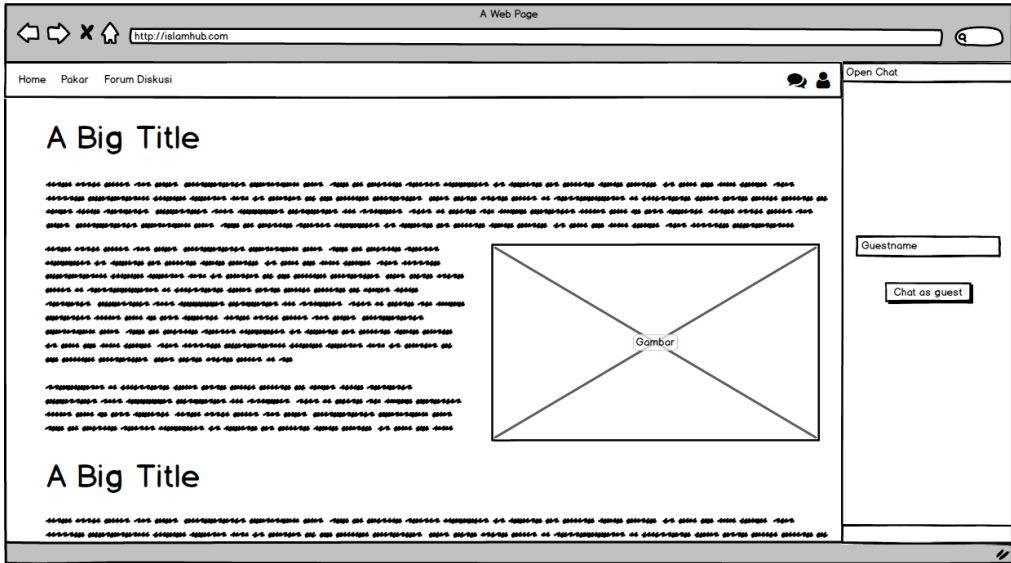 A Web Page
http://islamhub.com
Home Pakar Forum Diskusi
Open Chat
A Big Title
Guestname
Chat as guest
Gambar
A Big Title